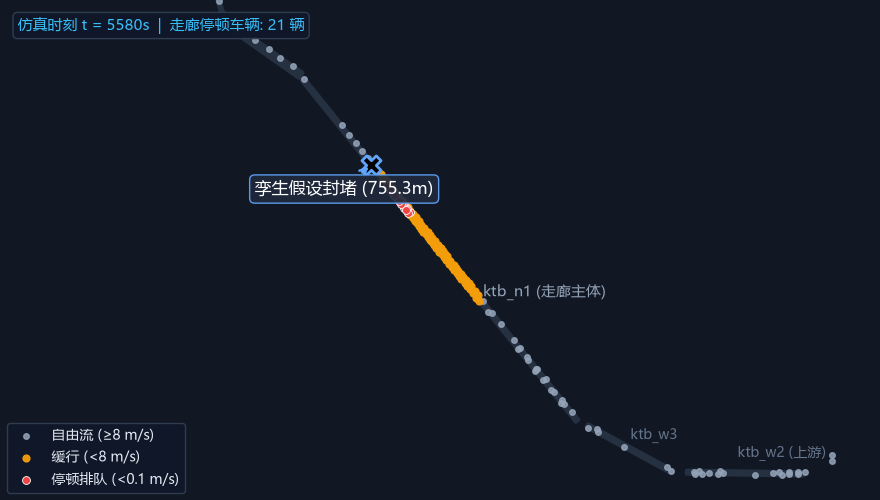 仿真时刻 t = 5580s | 走廊停顿车辆: 21 辆
孪生假设封堵 (755.3m)
ktb_n1 (走廊主体)
ktb_w3
ktb_w2 (上游)
自由流 (≥8 m/s)
缓行 (<8 m/s)
停顿排队 (<0.1 m/s)